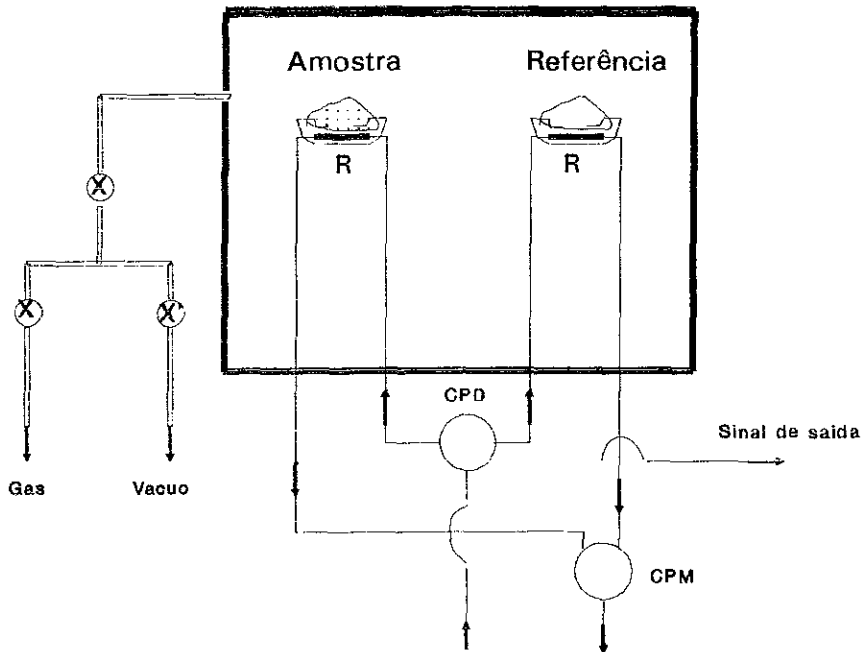 Amostra
Referência
R
R
X
X
X
CPD
Sinal de saida
Gas
Vacuo
CPM